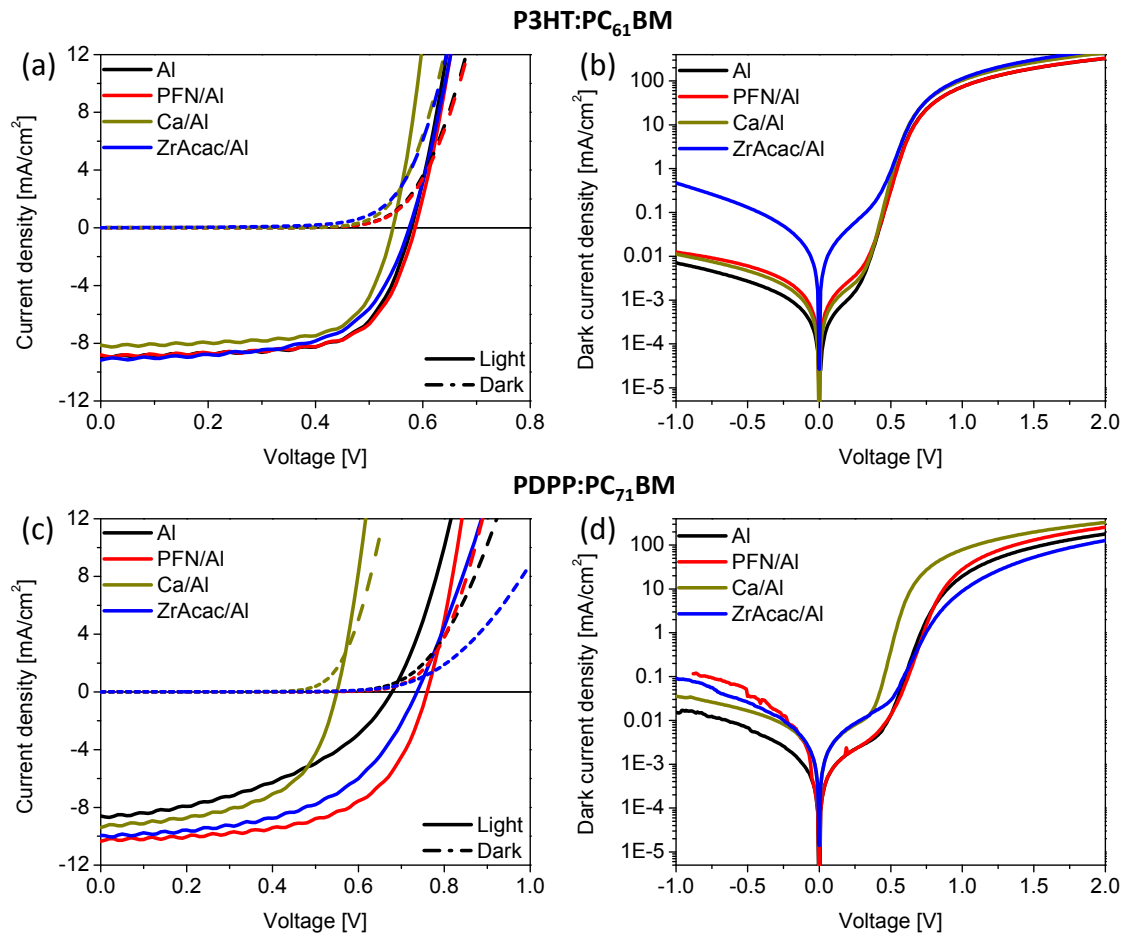 P3HT:PC61BM
(a)
Al
PFN/Al
Ca/Al
ZrAcac/Al
Light
Dark
12
8
4
0
-4
-8
-12
0.0 0.2 0.4 0.6 0.8
Current density [mA/cm2]
Voltage [V]
(b)
Al
PFN/Al
Ca/Al
ZrAcac/Al
100
10
1
0.1
0.01
1E-3
1E-4
1E-5
-1.0 -0.5 0.0 0.5 1.0 1.5 2.0
Dark current density [mA/cm2]
Voltage [V]
PDPP:PC71BM
(c)
Al
PFN/Al
Ca/Al
ZrAcac/Al
Light
Dark
12
8
4
0
-4
-8
-12
0.0 0.2 0.4 0.6 0.8 1.0
Current density [mA/cm2]
Voltage [V]
(d)
Al
PFN/Al
Ca/Al
ZrAcac/Al
100
10
1
0.1
0.01
1E-3
1E-4
1E-5
-1.0 -0.5 0.0 0.5 1.0 1.5 2.0
Dark current density [mA/cm2]
Voltage [V]